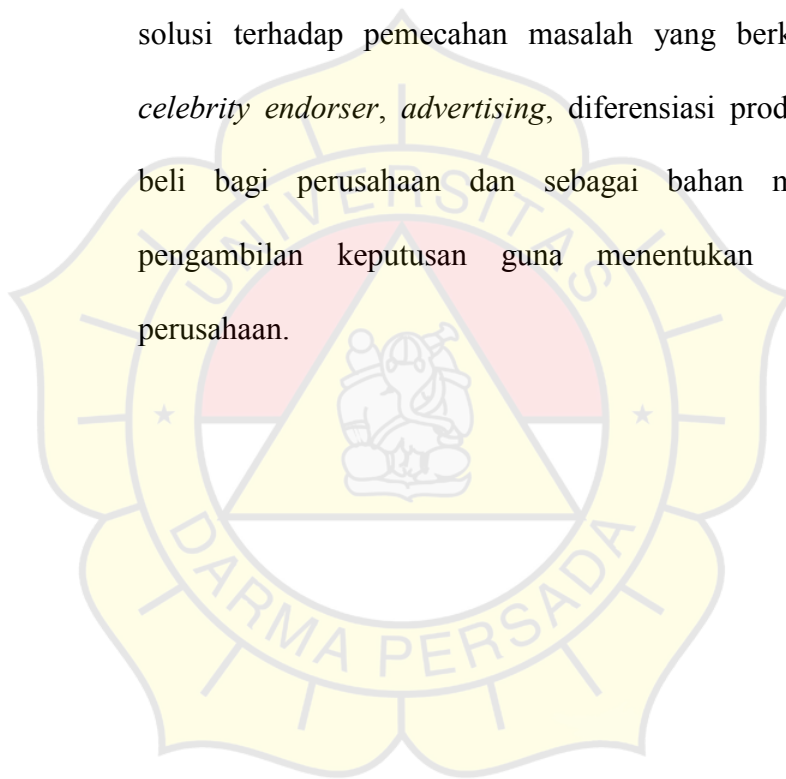 solusi terhadap pemecahan masalah yang
celebrity endorser, advertising, diferensiasi
beli bagi perusahaan dan sebagai bahan
pengambilan keputusan guna menentukan
perusahaan.
UNIVERSITAS
DARMA PERSADA